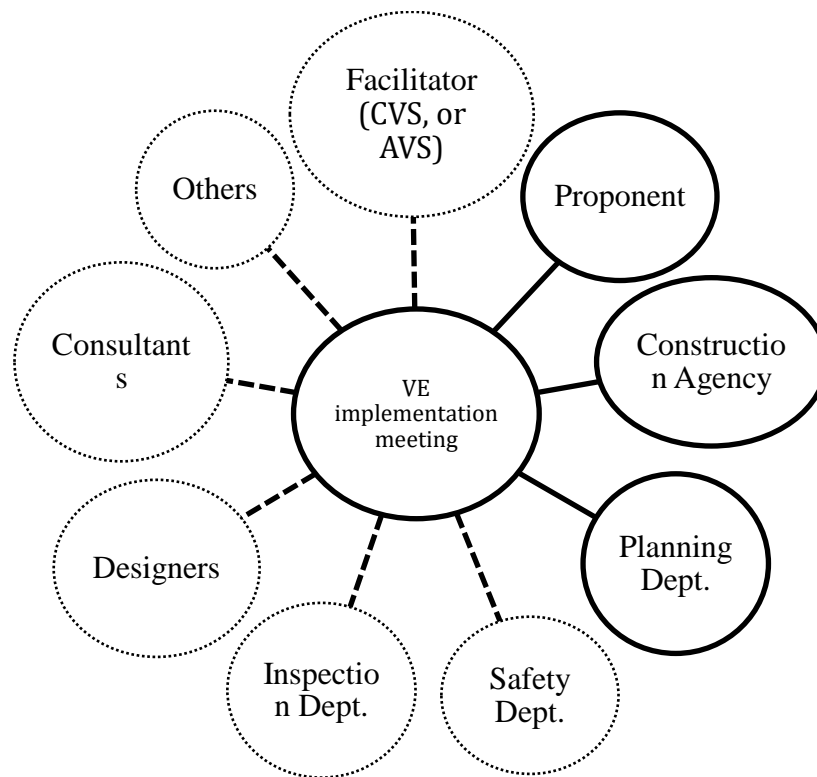 Facilitator
(CVS, or
AVS)
Others
Proponent
Consultant
s
Constructio
n Agency
VE
implementation
meeting
Designers
Planning
Dept.
Inspectio
n Dept.
Safety
Dept.